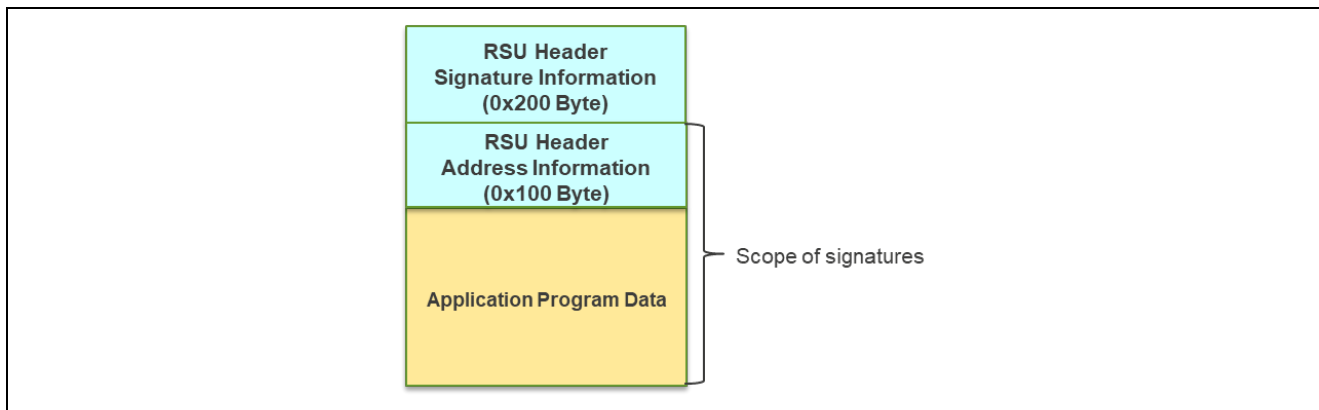 RSU Header
Signature Information
(0x200 Byte)
RSU Header
Address Information
(0x100 Byte)
Application Program Data
Scope of signatures